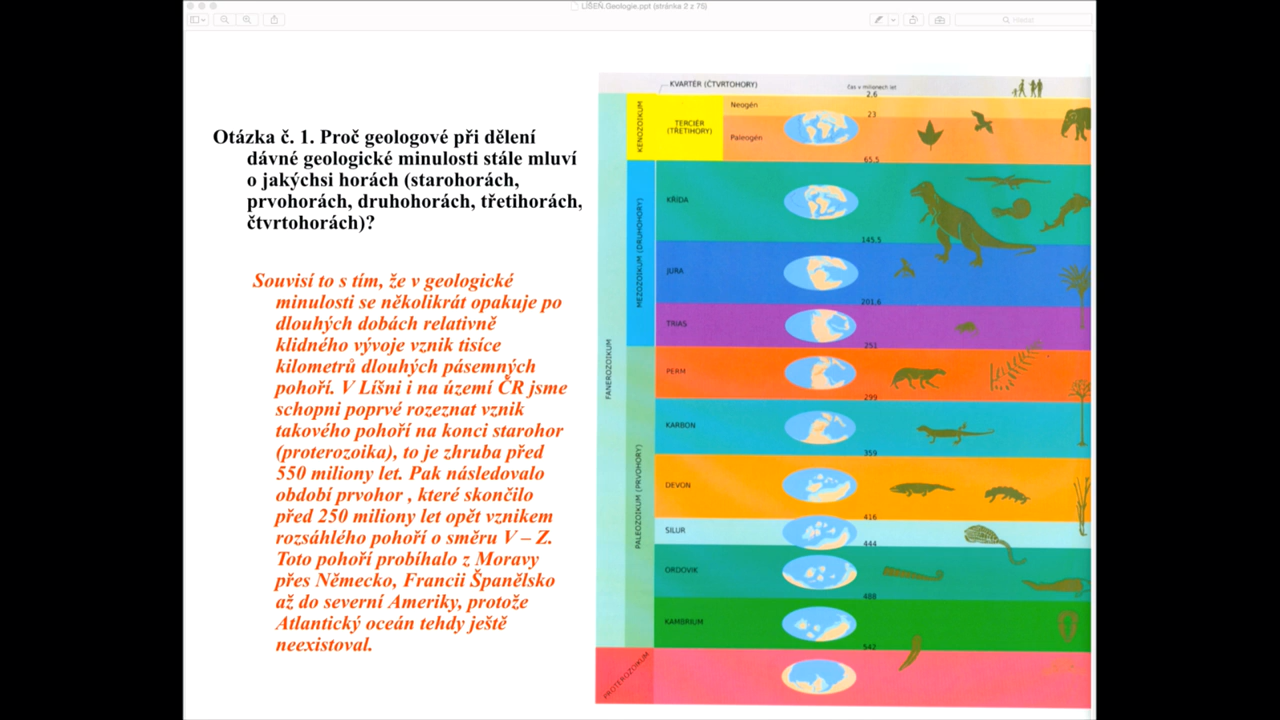 LÍŠEŇ.Geologie.ppt (stránka 2 z 75)
Hledat
Otázka č. 1. Proč geologové při dělení
dávné geologické minulosti stále mluví
o jakýchsi horách (starohorách,
prvohorách, druhohorách, třetihorách,
čtvrtohorách)?
Souvisí to s tím, že v geologické
minulosti se několikrát opakuje po
dlouhých dobách relativně
klidného vývoje vznik tisíce
kilometrů dlouhých pásemných
pohoří. V Líšni i na území ČR jsme
schopni poprvé rozeznat vznik
takového pohoří na konci starohor
(proterozoika), to je zhruba před
550 miliony let. Pak následovalo
období prvohor , které skončilo
před 250 miliony let opět vznikem
rozsáhlého pohoří o směru V – Z.
Toto pohoří probíhalo z Moravy
přes Německo, Francii Španělsko
až do severní Ameriky, protože
Atlantický oceán tehdy ještě
neexistoval.
KVARTÉR (ČTVRTOHORY)
čas v milionech let
2.6
KENOZOIKUM
TERCIÉR
(TŘETIHORY)
Neogén
23
Paleogén
65.5
MEZOZOIKUM (DRUHOHORY)
KŘÍDA
145.5
JURA
201.6
TRIAS
251
FANEROZOIKUM
PALEOZOIKUM (PRVOHORY)
PERM
299
KARBON
359
DEVON
416
SILUR
444
ORDOVIK
488
KAMBRIUM
542
PROTEROZOIKUM